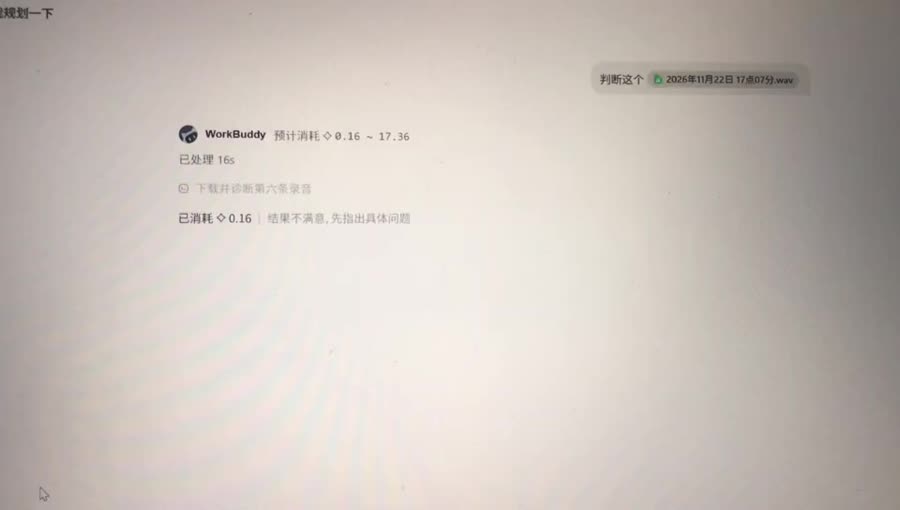 规划一下
判断这个 2026年11月22日 17点07分.wav
WorkBuddy 预计消耗 0.16 ~ 17.36
已处理 16s
下载并诊断第六条录音
已消耗 0.16 | 结果不满意,先指出具体问题